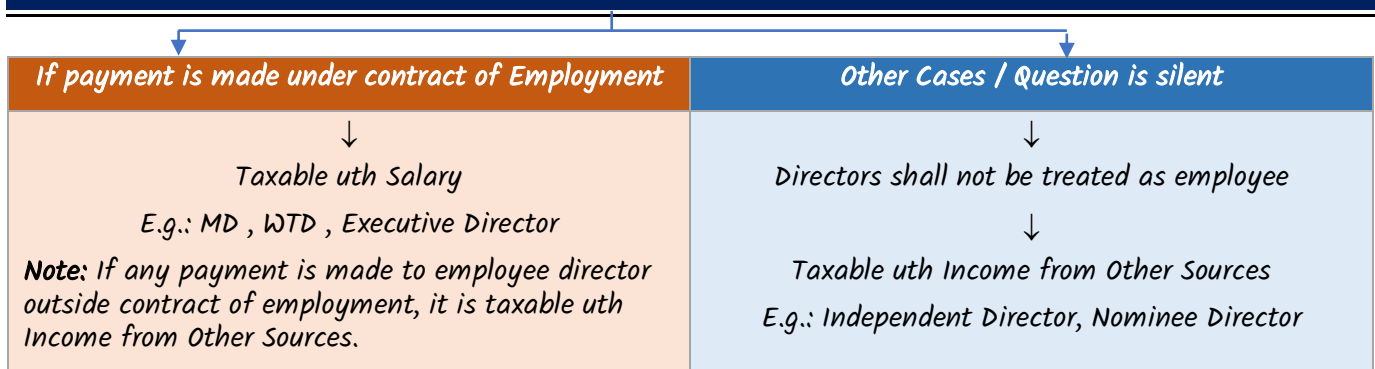 If payment is made under contract of Employment
Other Cases / Question is silent
↓
Taxable uth Salary
E.g.: MD , WTD , Executive Director
Note: If any payment is made to employee director
outside contract of employment, it is taxable uth
Income from Other Sources.
↓
Directors shall not be treated as employee
↓
Taxable uth Income from Other Sources
E.g.: Independent Director, Nominee Director